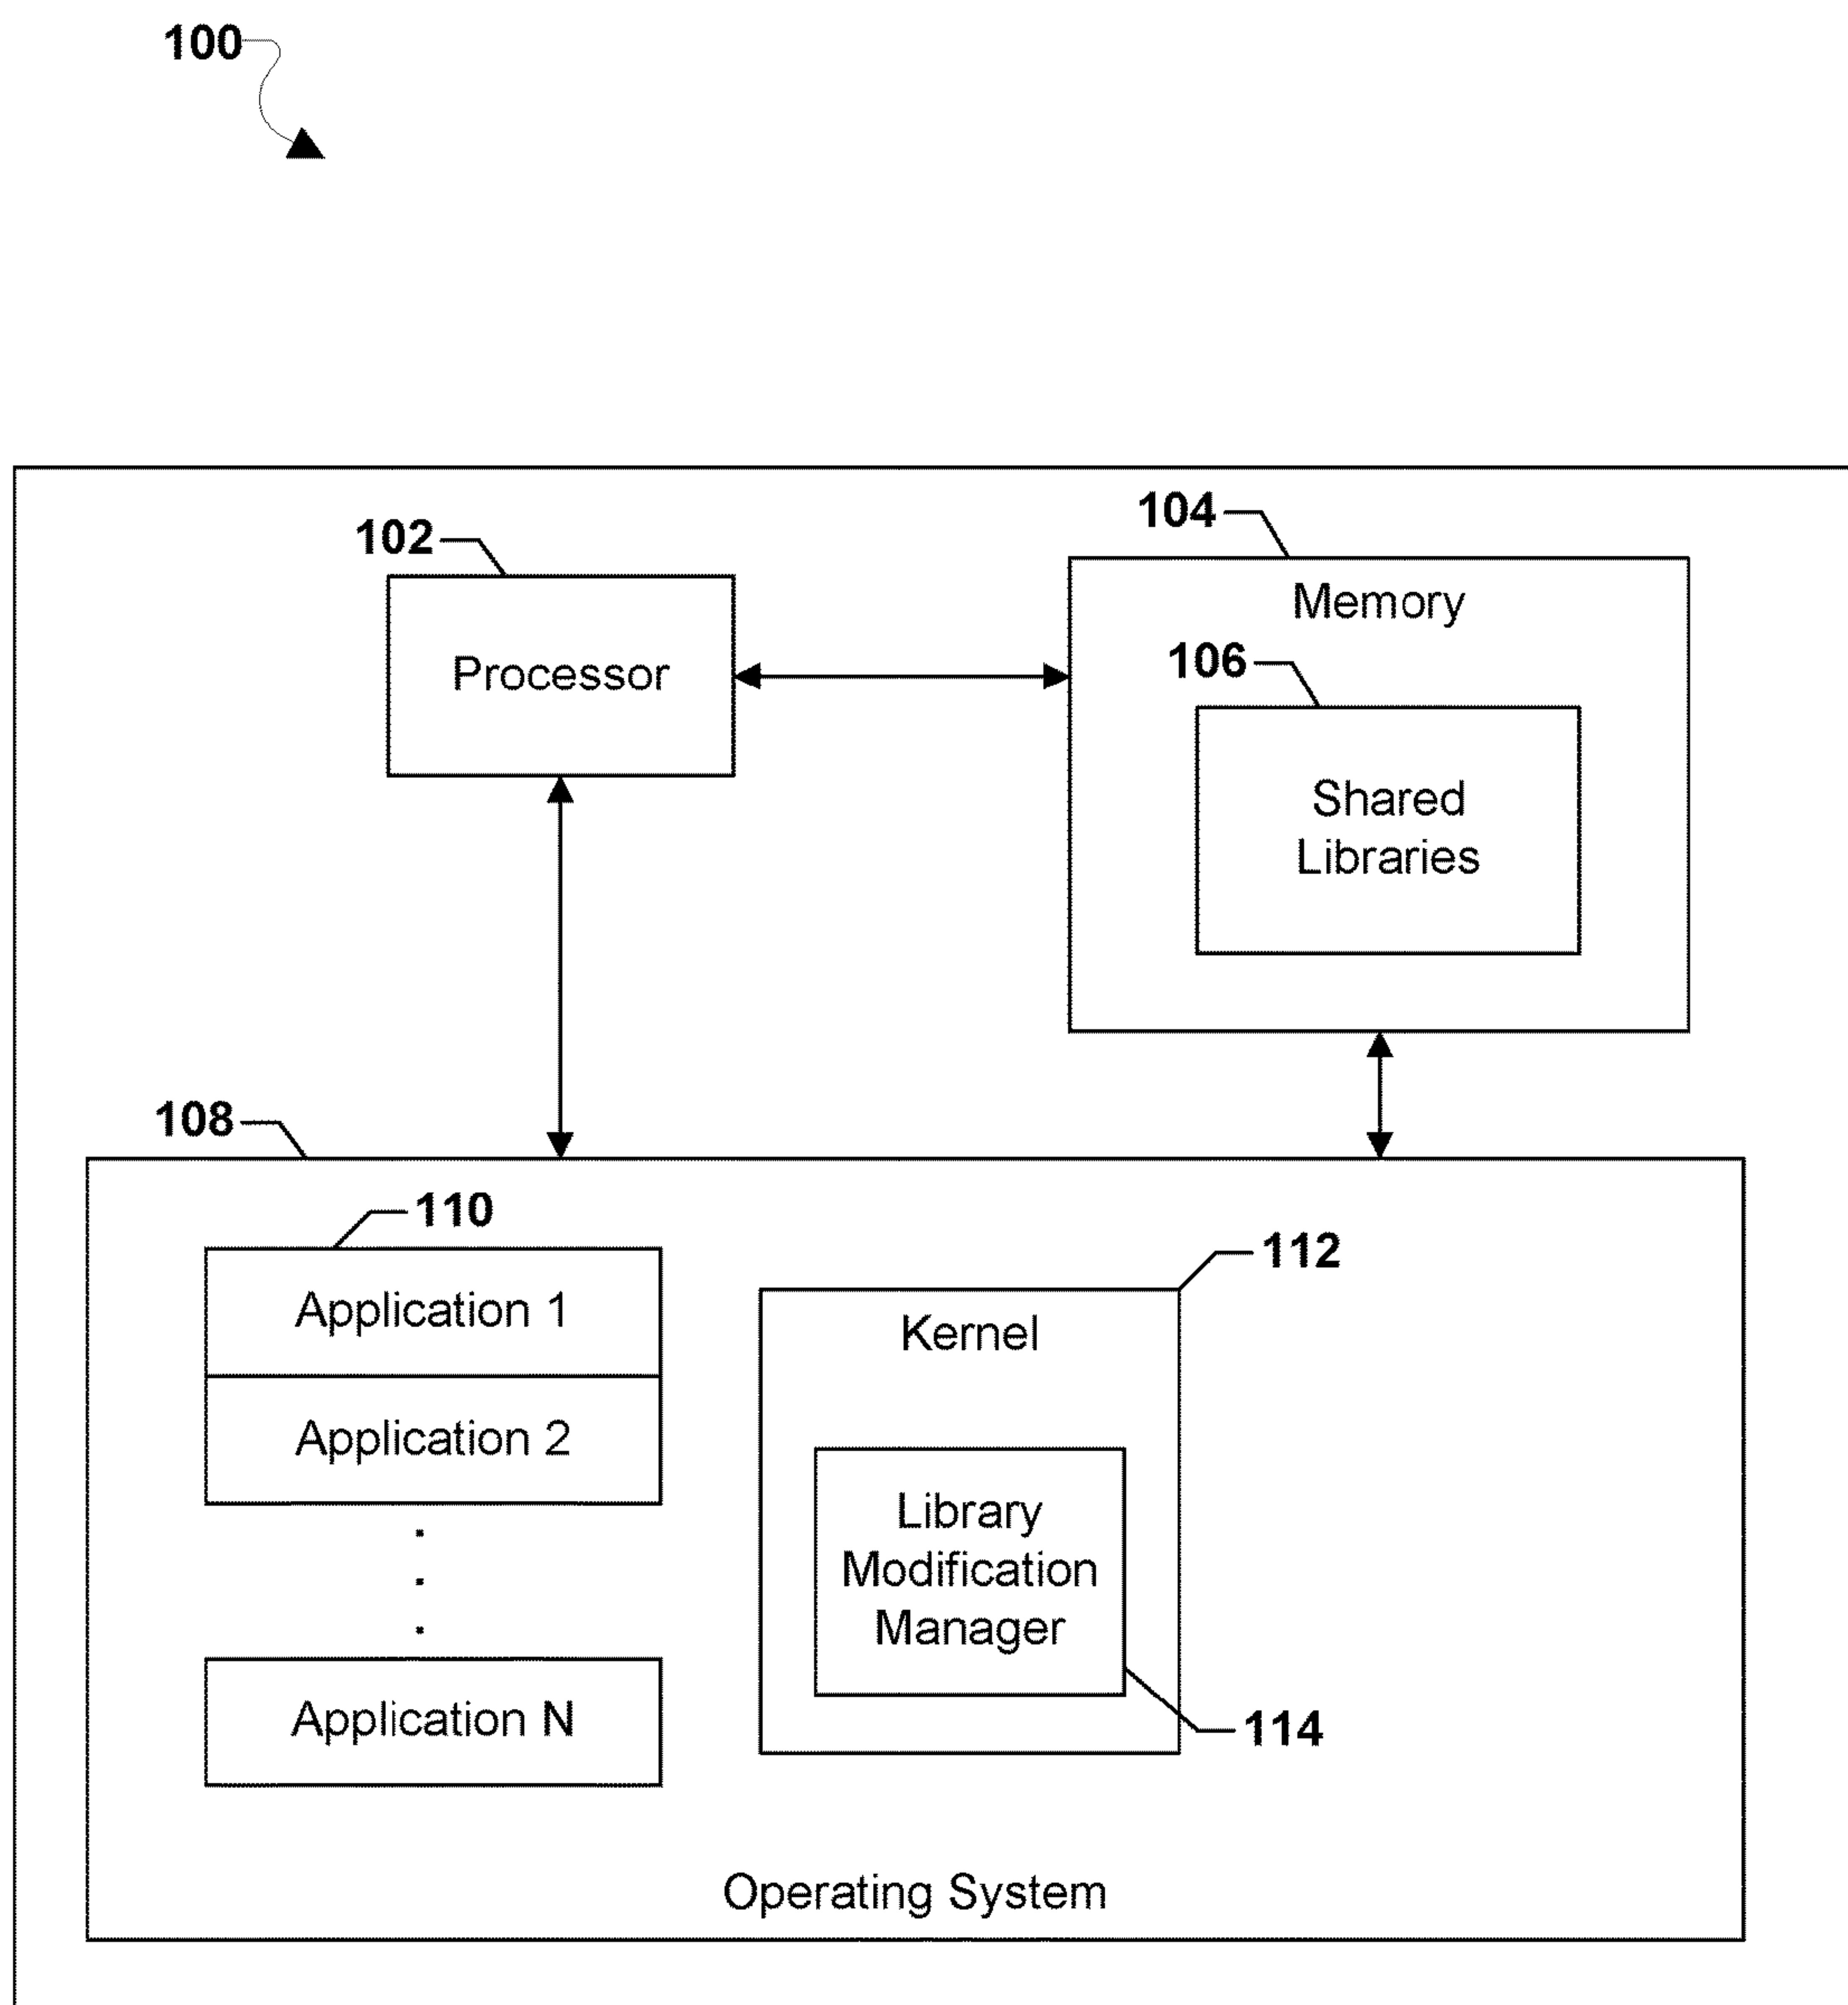 100
102
104
Memory
Processor
106
Shared
Libraries
108
110
Application 1
112
Kernel
Application 2
Library
Modification
Manager
Application N
114
Operating System